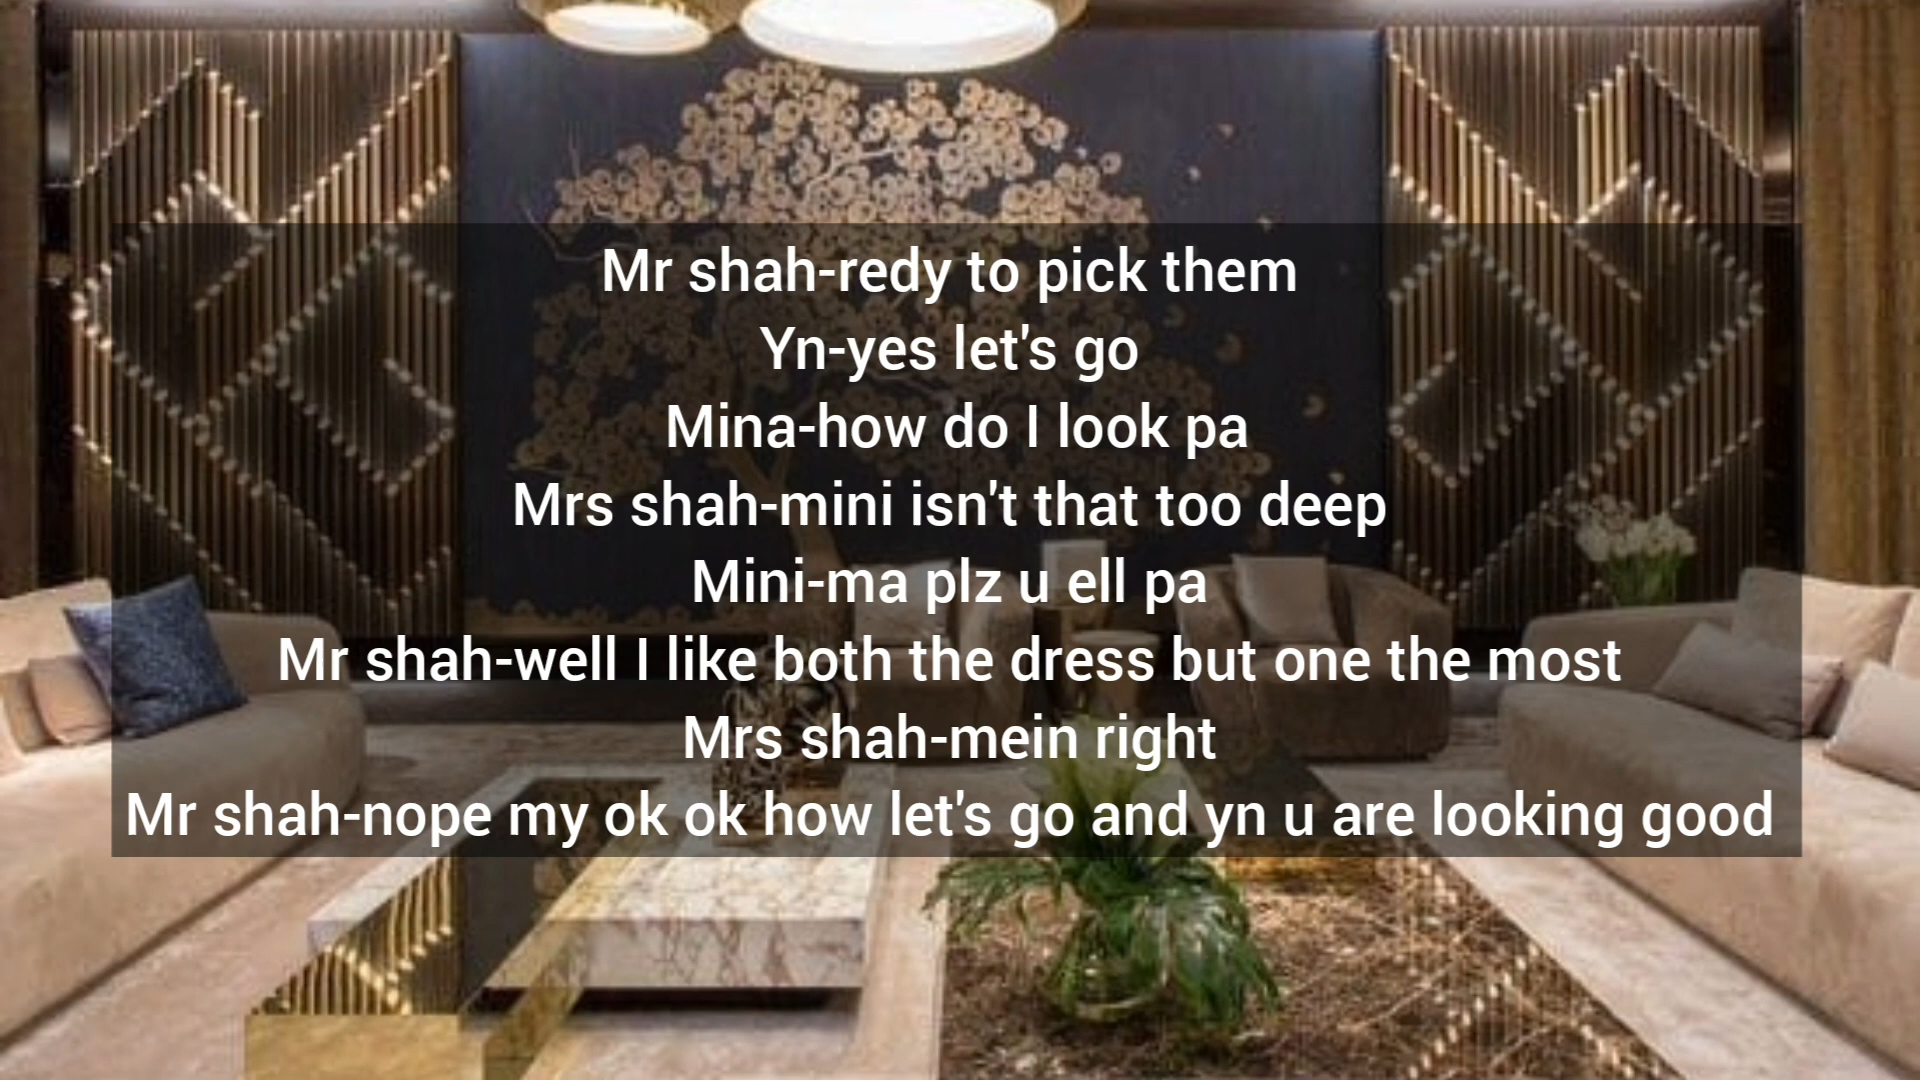 Mr shah-redy to pick them
Yn-yes let's go
Mina-how do I look pa
Mrs shah-mini isn't that too deep
Mini-ma plz u ell pa
Mr shah-well I like both the dress but one the most
Mrs shah-mein right
Mr shah-nope my ok ok how let's go and yn u are looking good